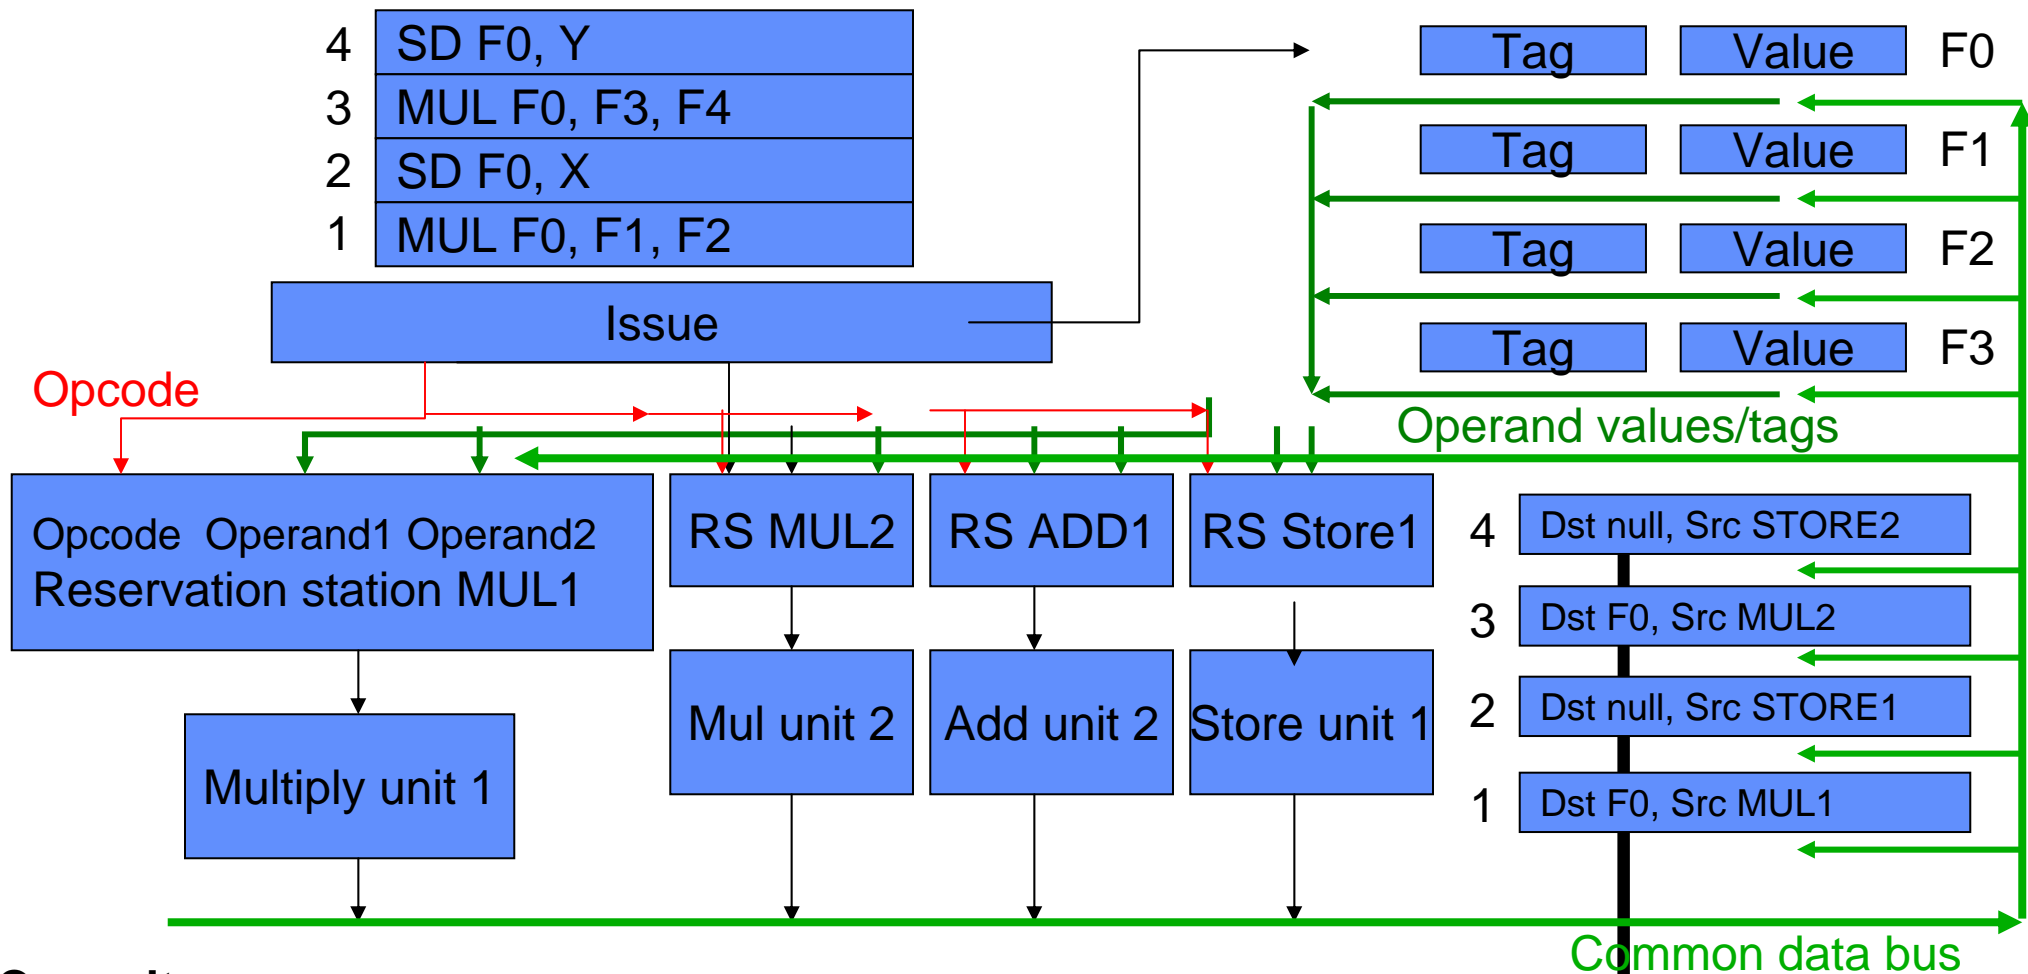 4 SD F0, Y
3 MUL F0, F3, F4
2 SD F0, X
1 MUL F0, F1, F2
Issue
Tag Value F0
Tag Value F1
Tag Value F2
Tag Value F3
Opcode
Operand values/tags
Opcode Operand1 Operand2
Reservation station MUL1
RS MUL2
RS ADD1
RS Store1
4 Dst null, Src STORE2
3 Dst F0, Src MUL2
2 Dst null, Src STORE1
1 Dst F0, Src MUL1
Multiply unit 1
Mul unit 2
Add unit 2
Store unit 1
Common data bus